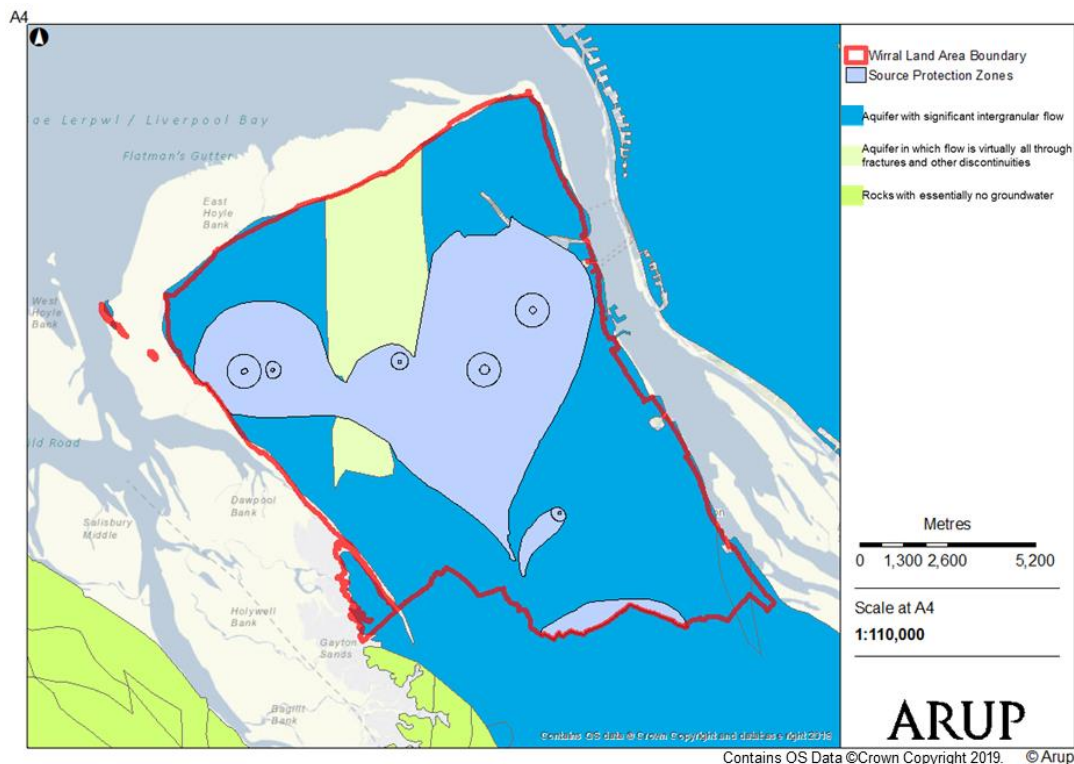 A4
ae Lerpwl / Liverpool Bay
Flatman's Gutter
East
Hoyle
Bank
West
Hoyle
Bank
ild Road
Dawpool
Bank
Salisbury
Middle
Holywell
Bank
Gayton
Sands
Bagillt
Bank
on
Contains OS data © Crown Copyright and database right 2018
Wirral Land Area Boundary
Source Protection Zones
Aquifer with significant intergranular flow
Aquifer in which flow is virtually all through
fractures and other discontinuities
Rocks with essentially no groundwater
Metres
0 1,300 2,600 5,200
Scale at A4
1:110,000
ARUP
Contains OS Data ©Crown Copyright 2019. © Arup